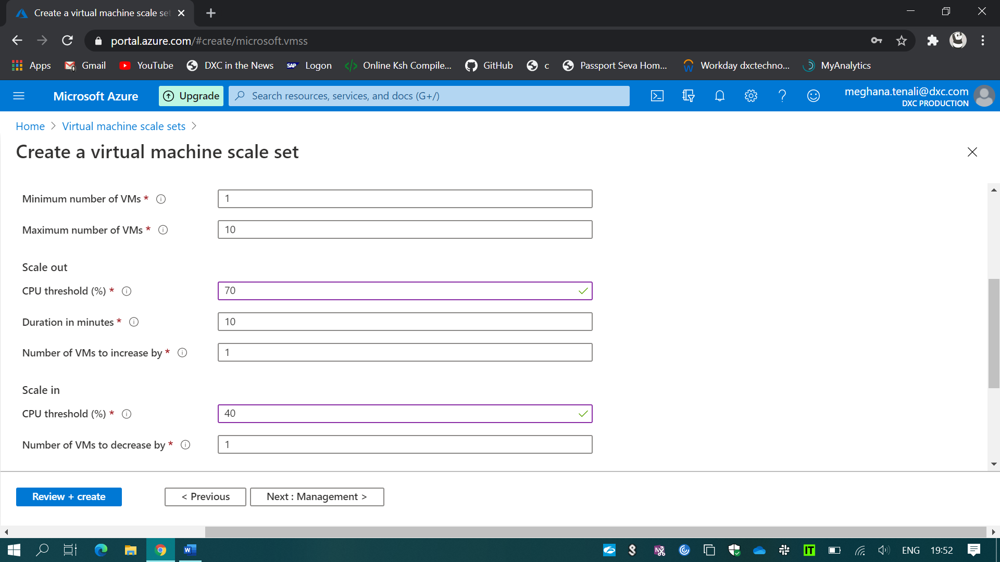 Create a virtual machine scale set
portal.azure.com/#create/microsoft.vmss
Apps
Gmail
YouTube
DXC in the News
SAP
Logon
Online Ksh Compile...
GitHub
c
Passport Seva Hom...
Workday dxctechno...
MyAnalytics
Microsoft Azure
Upgrade
Search resources, services, and docs (G+/)
meghana.tenali@dxc.com
DXC PRODUCTION
Home > Virtual machine scale sets >
Create a virtual machine scale set
Minimum number of VMs *
1
Maximum number of VMs *
10
Scale out
CPU threshold (%) *
70
Duration in minutes *
10
Number of VMs to increase by *
1
Scale in
CPU threshold (%) *
40
Number of VMs to decrease by *
1
Review + create
< Previous
Next : Management >
ENG
19:52